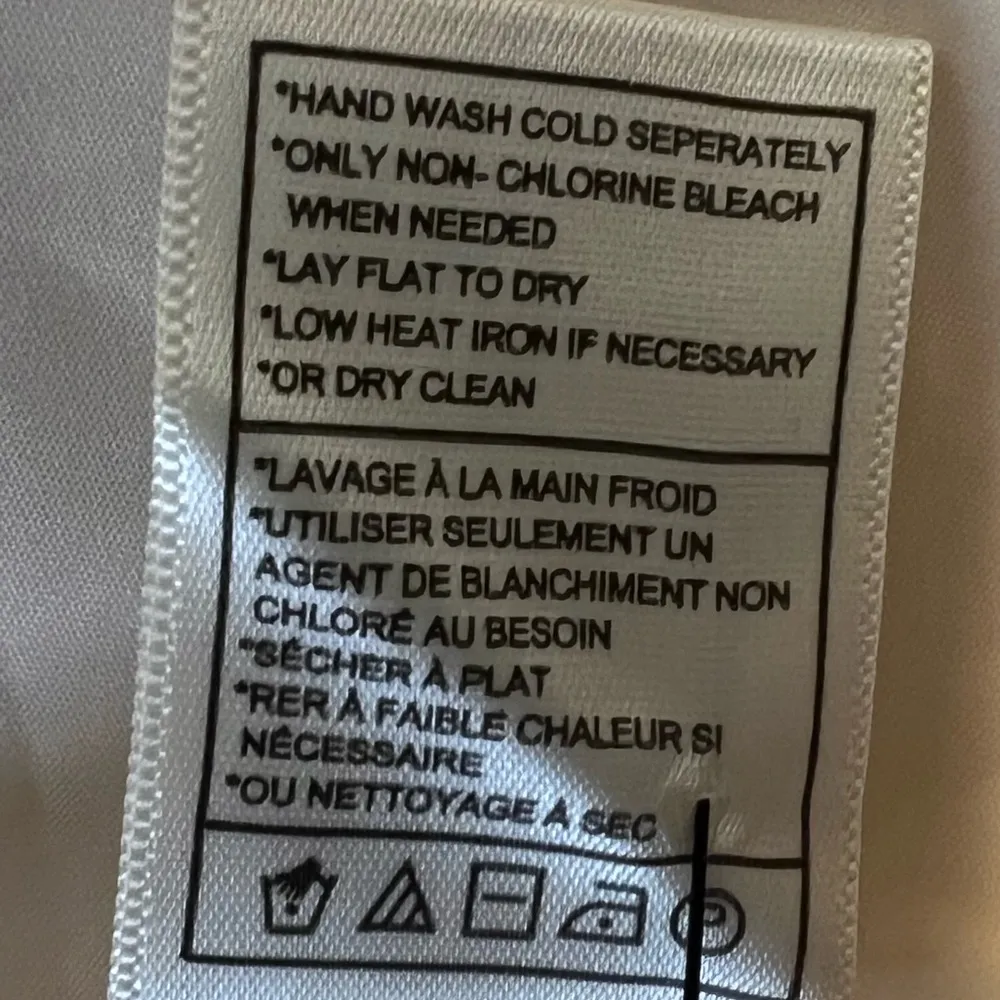 *HAND WASH COLD SEPERATELY
*ONLY NON- CHLORINE BLEACH
WHEN NEEDED
*LAY FLAT TO DRY
*LOW HEAT IRON IF NECESSARY
*OR DRY CLEAN
*LAVAGE À LA MAIN FROID
*UTILISER SEULEMENT UN
AGENT DE BLANCHIMENT NON
CHLORÉ AU BESOIN
*SÉCHER À PLAT
*RER À FAIBLE CHALEUR SI
NÉCESSAIRE
*OU NETTOYAGE À SEC
P